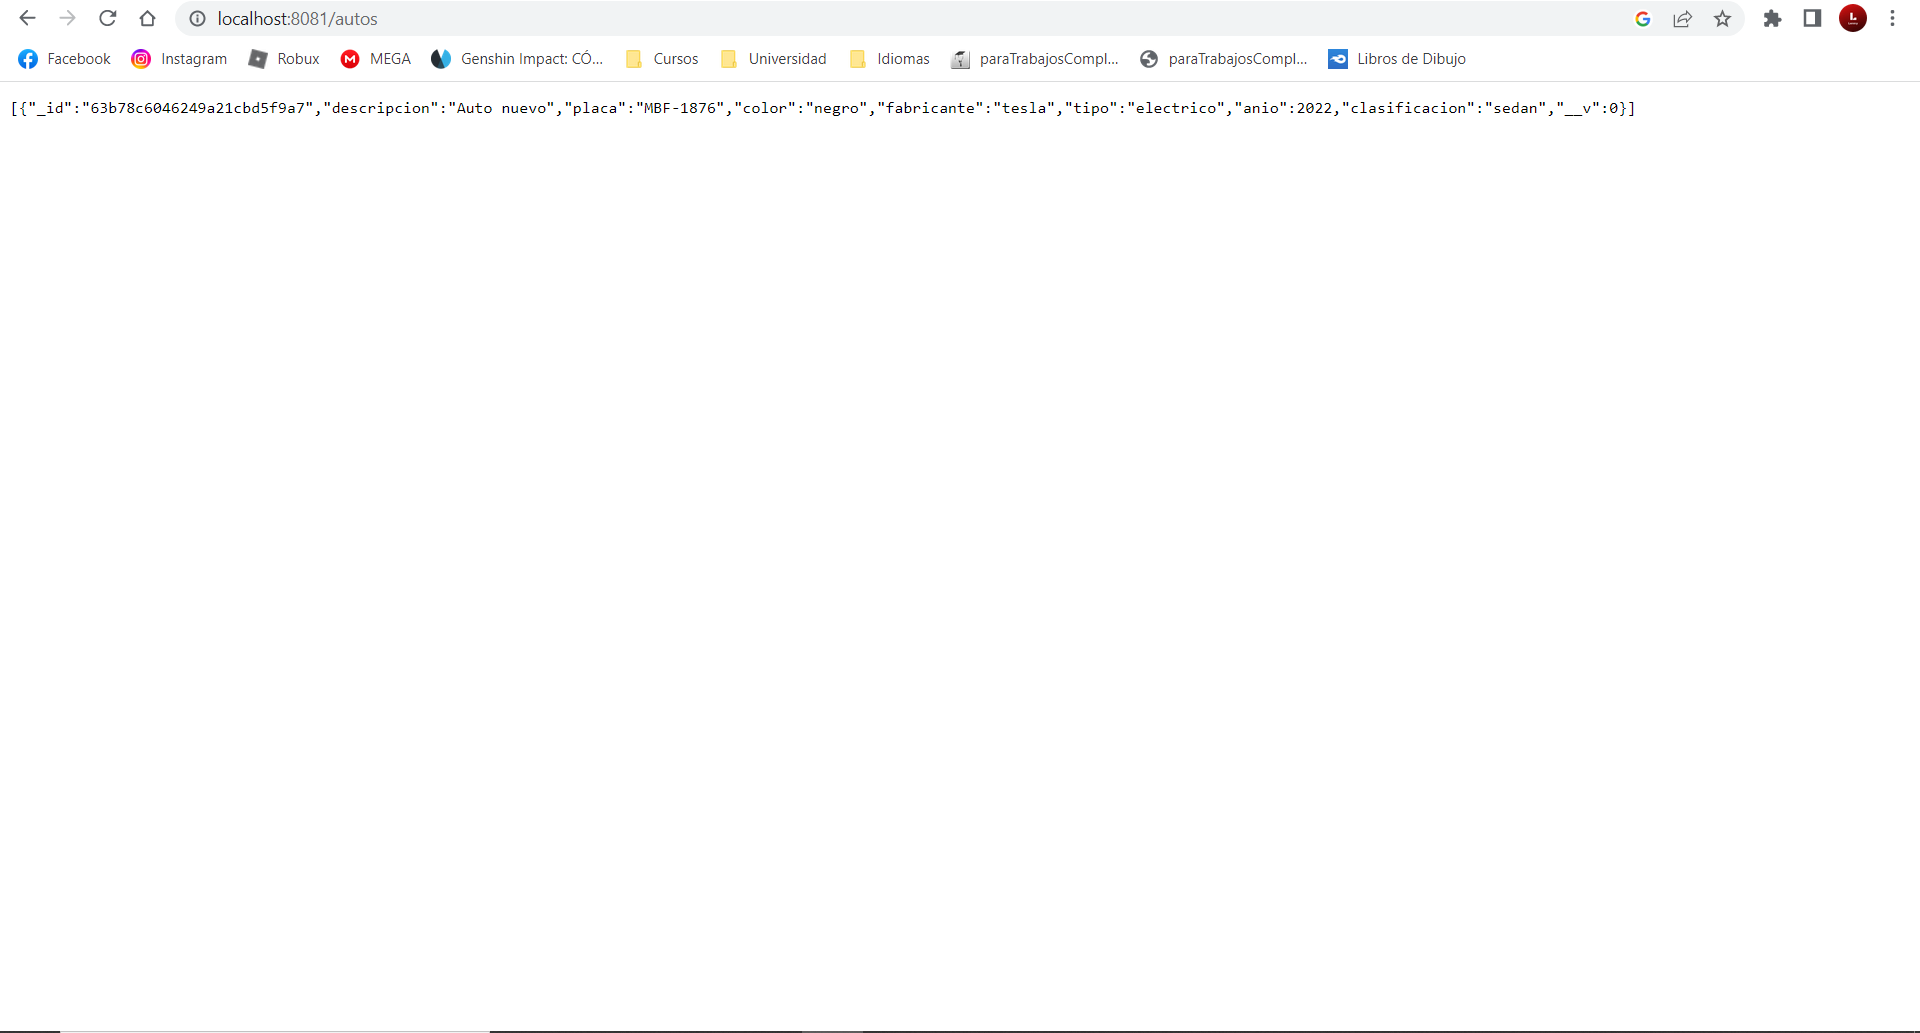 localhost:8081/autos
Facebook Instagram Robux MEGA Genshin Impact: CÓ... Cursos Universidad Idiomas paraTrabajosCompl... paraTrabajosCompl... Libros de Dibujo
[{"_id":"63b78c6046249a21cbd5f9a7","descripcion":"Auto nuevo","placa":"MBF-1876","color":"negro","fabricante":"tesla","tipo":"electrico","anio":2022,"clasificacion":"sedan","__v":0}]